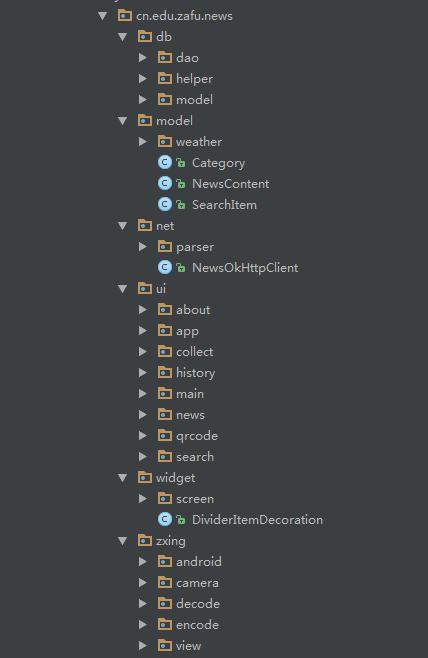 cn.edu.zafu.news
db
dao
helper
model
model
weather
Category
NewsContent
SearchItem
net
parser
NewsOkHttpClient
ui
about
app
collect
history
main
news
qrcode
search
widget
screen
DividerItemDecoration
zxing
android
camera
decode
encode
view